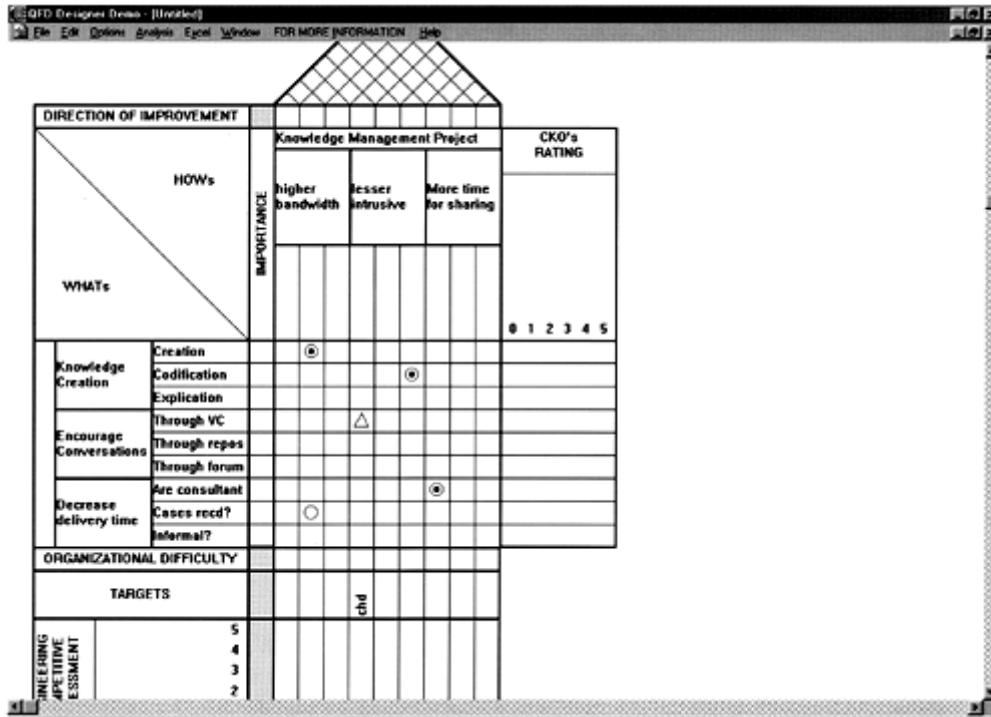 QFD Designer Demo - [Untitled]
File Edit Options Analysis Excel Window FOR MORE INFORMATION Help
DIRECTION OF IMPROVEMENT
Knowledge Management Project
CKO's
RATING
HOWs
WHATs
IMPORTANCE
higher
bandwidth
lesser
intrusive
More time
for sharing
0 1 2 3 4 5
Knowledge
Creation
Creation
Codification
Explication
Encourage
Conversations
Through VC
Through repos
Through forum
Decrease
delivery time
Are consultant
Cases recd?
Informal?
ORGANIZATIONAL DIFFICULTY
TARGETS
chd
5
4
3
2
INEERING
MPETITIVE
ESSMENT